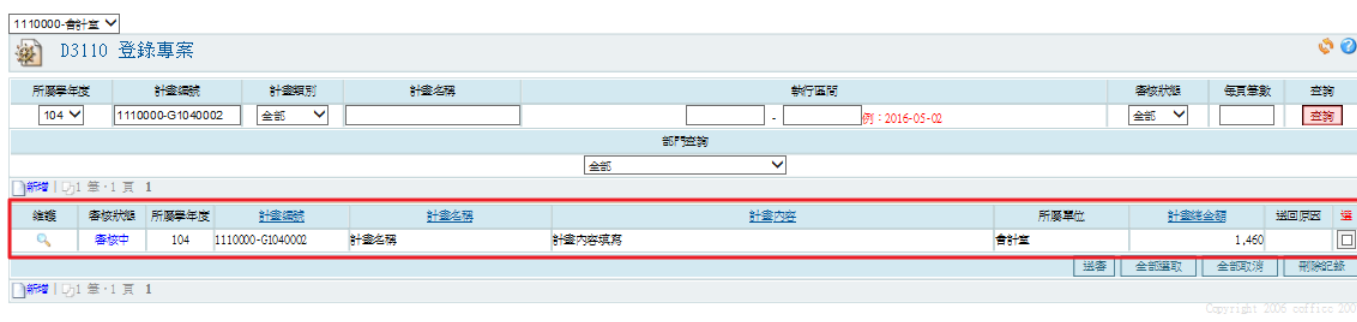 1110000-會計室
D3110 登錄專案
所屬學年度 計畫編號 計畫類別 計畫名稱 執行區間 審核狀態 每頁筆數 查詢
104 1110000-G1040002 全部 - 例：2016-05-02 全部 查詢
部門查詢
全部
新增 | 1 筆‧1 頁 1
維護 審核狀態 所屬學年度 計畫編號 計畫名稱 計畫內容 所屬單位 計畫總金額 送回原因 選
審核中 104 1110000-G1040002 計畫名稱 計畫內容填寫 會計室 1,460
送審 全部選取 全部取消 刪除記錄
新增 | 1 筆‧1 頁 1
Copyright 2006 coffice 200